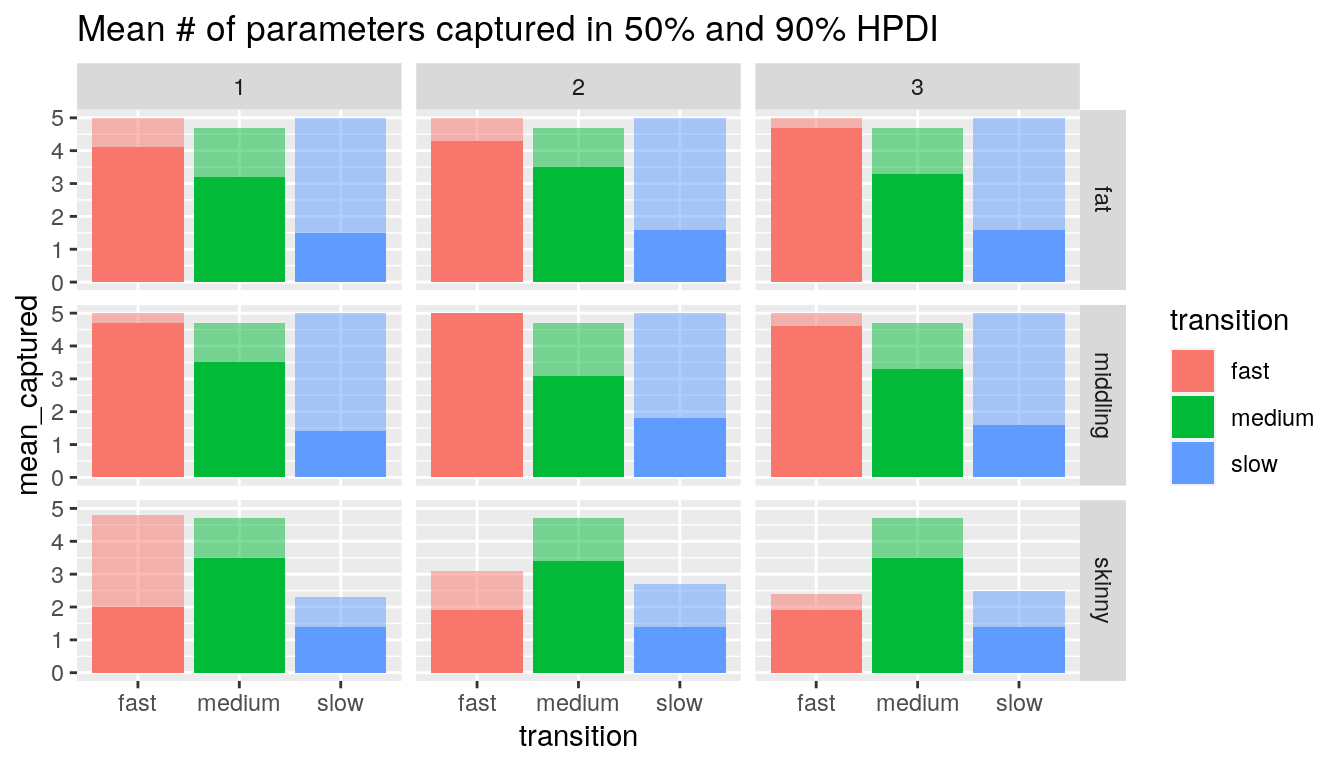 Mean # of parameters captured in 50% and 90% HPDI
1 2 3
5
4
3
2
1
0
fat
5
4
3
2
1
0
middling
5
4
3
2
1
0
skinny
mean_captured
fast medium slow fast medium slow fast medium slow
transition
transition
fast
medium
slow